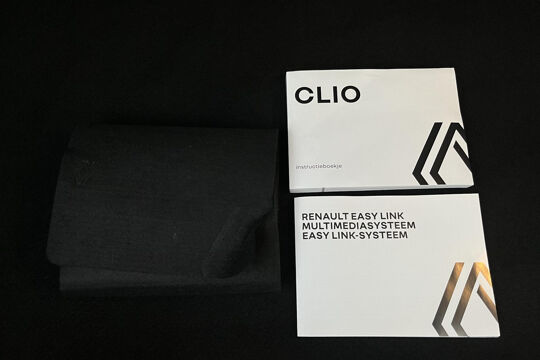 CLIO
instructieboekje
RENAULT EASY LINK
MULTIMEDIASYSTEEM
EASY LINK-SYSTEEM